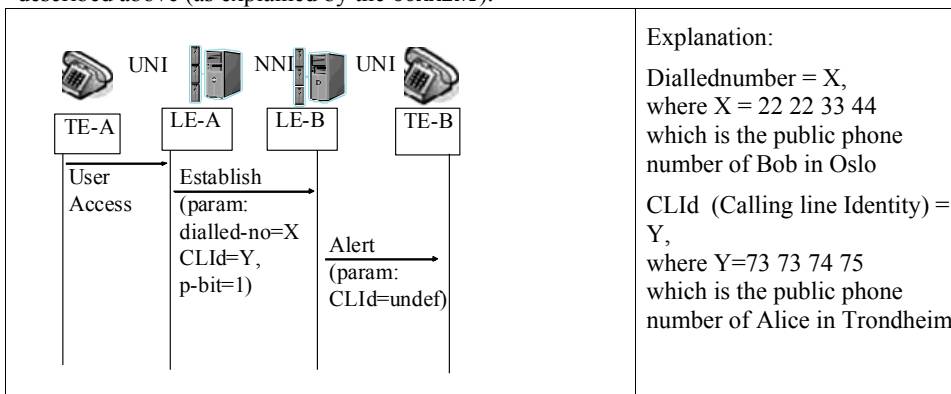 described above (as explained by the
UNI
NNI
UNI
TE-A
LE-A
LE-B
TE-B
User
Access
Establish
(param:
dialled-no=X
CLId=Y,
p-bit=1)
Alert
(param:
CLId=undef)
Explanation:
Diallednumber = X,
where X = 22 22 33 44
which is the public phone
number of Bob in Oslo
CLId (Calling line Identity) =
Y,
where Y=73 73 74 75
which is the public phone
number of Alice in Trondheim